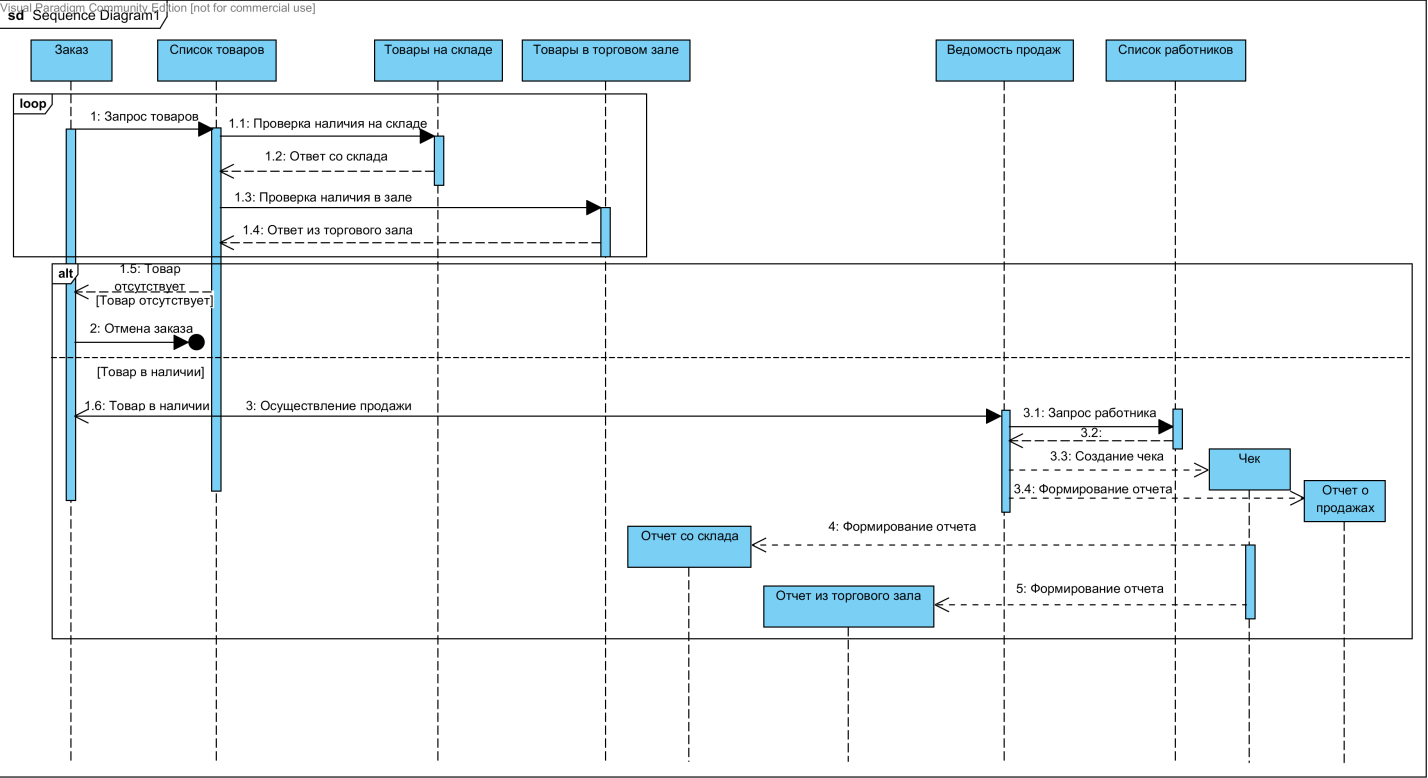 Visual Paradigm Community Edition [not for commercial use]
sd Sequence Diagram1
Заказ
Список товаров
Товары на складе
Товары в торговом зале
Ведомость продаж
Список работников
loop
1: Запрос товаров
1.1: Проверка наличия на складе
1.2: Ответ со склада
1.3: Проверка наличия в зале
1.4: Ответ из торгового зала
alt
1.5: Товар
отсутствует
[Товар отсутствует]
2: Отмена заказа
[Товар в наличии]
1.6: Товар в наличии
3: Осуществление продажи
3.1: Запрос работника
3.2:
3.3: Создание чека
Чек
3.4: Формирование отчета
Отчет о
продажах
4: Формирование отчета
Отчет со склада
5: Формирование отчета
Отчет из торгового зала